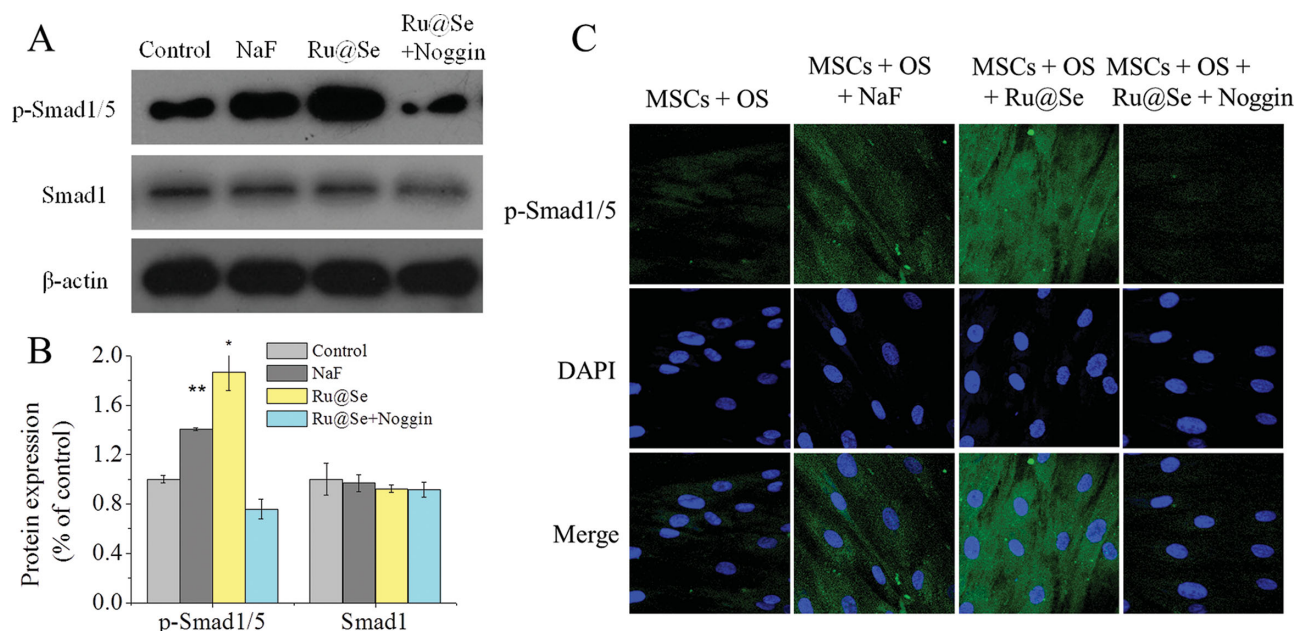 A
Control
NaF
Ru@Se
Ru@Se
+Noggin
p-Smad1/5
Smad1
β-actin
B
Protein expression
(% of control)
2.0
1.6
1.2
0.8
0.4
0.0
**
*
Control
NaF
Ru@Se
Ru@Se+Noggin
p-Smad1/5
Smad1
C
MSCs + OS
MSCs + OS
+ NaF
MSCs + OS
+ Ru@Se
MSCs + OS +
Ru@Se + Noggin
p-Smad1/5
DAPI
Merge